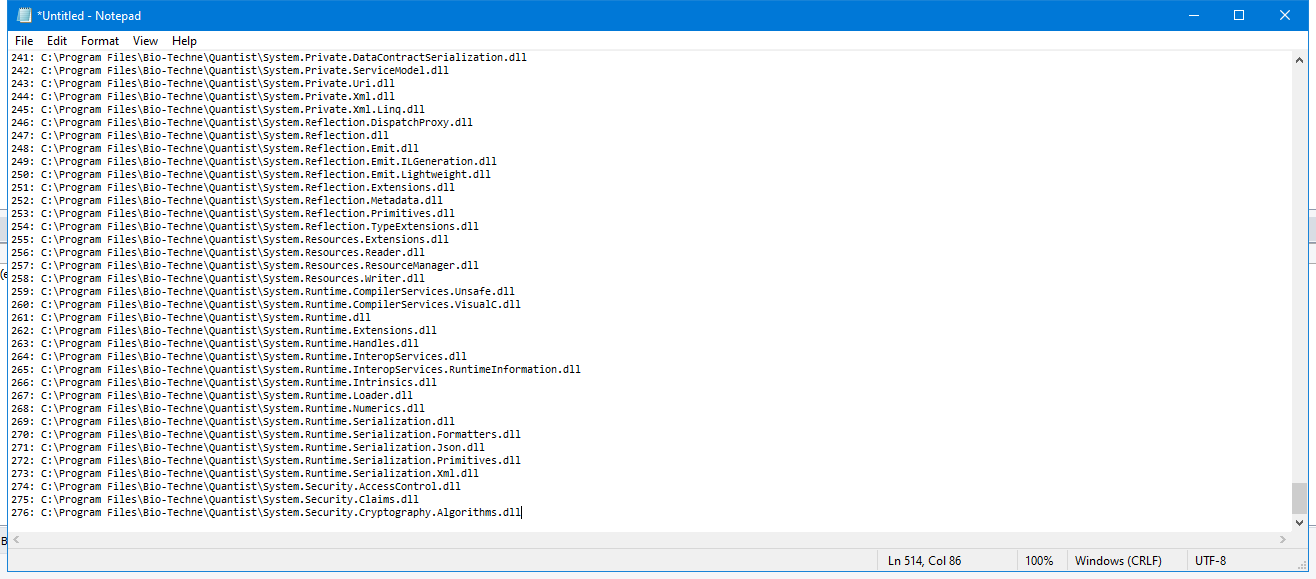 *Untitled - Notepad
File Edit Format View Help
241: C:\Program Files\Bio-Techne\Quantist\System.Private.DataContractSerialization.dll
242: C:\Program Files\Bio-Techne\Quantist\System.Private.ServiceModel.dll
243: C:\Program Files\Bio-Techne\Quantist\System.Private.Uri.dll
244: C:\Program Files\Bio-Techne\Quantist\System.Private.Xml.dll
245: C:\Program Files\Bio-Techne\Quantist\System.Private.Xml.Linq.dll
246: C:\Program Files\Bio-Techne\Quantist\System.Reflection.DispatchProxy.dll
247: C:\Program Files\Bio-Techne\Quantist\System.Reflection.dll
248: C:\Program Files\Bio-Techne\Quantist\System.Reflection.Emit.dll
249: C:\Program Files\Bio-Techne\Quantist\System.Reflection.Emit.ILGeneration.dll
250: C:\Program Files\Bio-Techne\Quantist\System.Reflection.Emit.Lightweight.dll
251: C:\Program Files\Bio-Techne\Quantist\System.Reflection.Extensions.dll
252: C:\Program Files\Bio-Techne\Quantist\System.Reflection.Metadata.dll
253: C:\Program Files\Bio-Techne\Quantist\System.Reflection.Primitives.dll
254: C:\Program Files\Bio-Techne\Quantist\System.Reflection.TypeExtensions.dll
255: C:\Program Files\Bio-Techne\Quantist\System.Resources.Extensions.dll
256: C:\Program Files\Bio-Techne\Quantist\System.Resources.Reader.dll
257: C:\Program Files\Bio-Techne\Quantist\System.Resources.ResourceManager.dll
258: C:\Program Files\Bio-Techne\Quantist\System.Resources.Writer.dll
259: C:\Program Files\Bio-Techne\Quantist\System.Runtime.CompilerServices.Unsafe.dll
260: C:\Program Files\Bio-Techne\Quantist\System.Runtime.CompilerServices.VisualC.dll
261: C:\Program Files\Bio-Techne\Quantist\System.Runtime.dll
262: C:\Program Files\Bio-Techne\Quantist\System.Runtime.Extensions.dll
263: C:\Program Files\Bio-Techne\Quantist\System.Runtime.Handles.dll
264: C:\Program Files\Bio-Techne\Quantist\System.Runtime.InteropServices.dll
265: C:\Program Files\Bio-Techne\Quantist\System.Runtime.InteropServices.RuntimeInformation.dll
266: C:\Program Files\Bio-Techne\Quantist\System.Runtime.Intrinsics.dll
267: C:\Program Files\Bio-Techne\Quantist\System.Runtime.Loader.dll
268: C:\Program Files\Bio-Techne\Quantist\System.Runtime.Numerics.dll
269: C:\Program Files\Bio-Techne\Quantist\System.Runtime.Serialization.dll
270: C:\Program Files\Bio-Techne\Quantist\System.Runtime.Serialization.Formatters.dll
271: C:\Program Files\Bio-Techne\Quantist\System.Runtime.Serialization.Json.dll
272: C:\Program Files\Bio-Techne\Quantist\System.Runtime.Serialization.Primitives.dll
273: C:\Program Files\Bio-Techne\Quantist\System.Runtime.Serialization.Xml.dll
274: C:\Program Files\Bio-Techne\Quantist\System.Security.AccessControl.dll
275: C:\Program Files\Bio-Techne\Quantist\System.Security.Claims.dll
276: C:\Program Files\Bio-Techne\Quantist\System.Security.Cryptography.Algorithms.dll
Ln 514, Col 86 100% Windows (CRLF) UTF-8